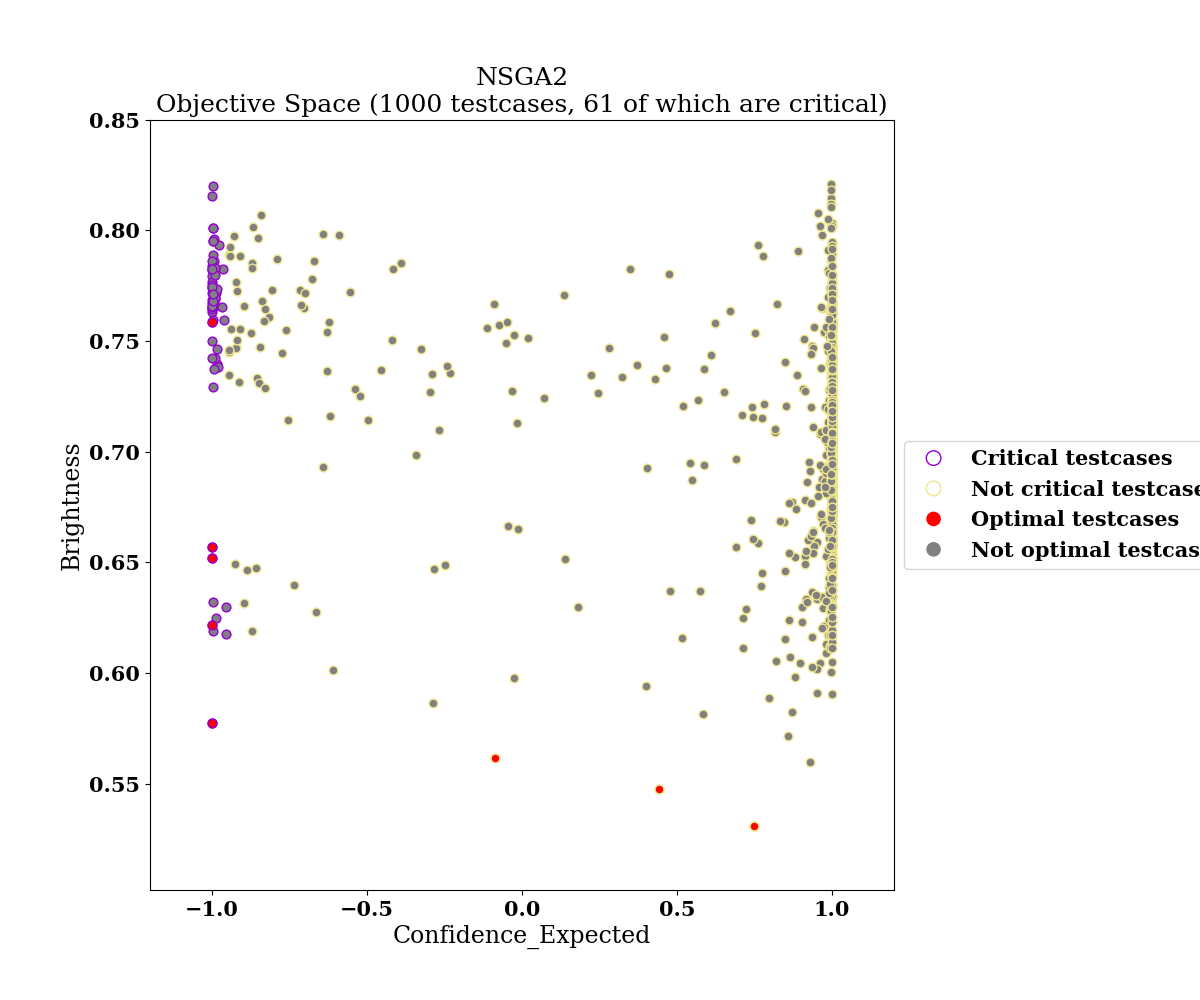 NSGA2
Objective Space (1000 testcases, 61 of which are critical)
0.85
0.80
0.75
0.70
0.65
0.60
0.55
Brightness
−1.0
−0.5
0.0
0.5
1.0
Confidence_Expected
Critical testcases
Not critical testcase
Optimal testcases
Not optimal testcas